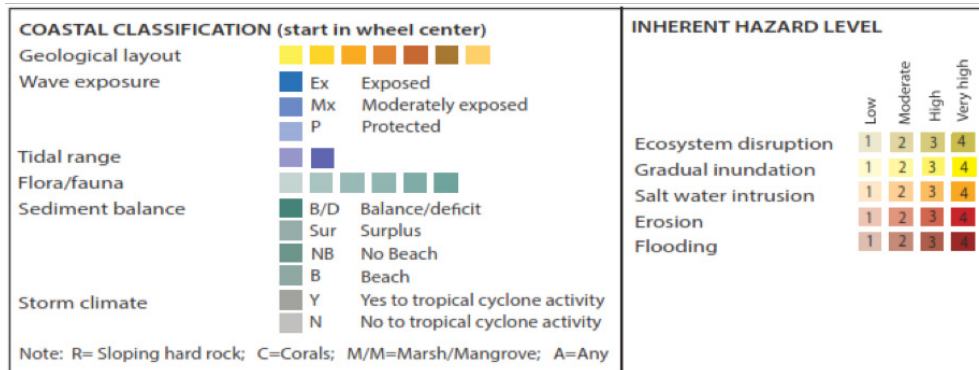 COASTAL CLASSIFICATION (start in wheel center)
Geological layout
Wave exposure
Ex Exposed
Mx Moderately exposed
P Protected
Tidal range
Flora/fauna
Sediment balance
B/D Balance/deficit
Sur Surplus
NB No Beach
B Beach
Storm climate
Y Yes to tropical cyclone activity
N No to tropical cyclone activity
Note: R= Sloping hard rock; C=Corals; M/M=Marsh/Mangrove; A=Any
INHERENT HAZARD LEVEL
Low
Moderate
High
Very high
Ecosystem disruption 1 2 3 4
Gradual inundation 1 2 3 4
Salt water intrusion 1 2 3 4
Erosion 1 2 3 4
Flooding 1 2 3 4